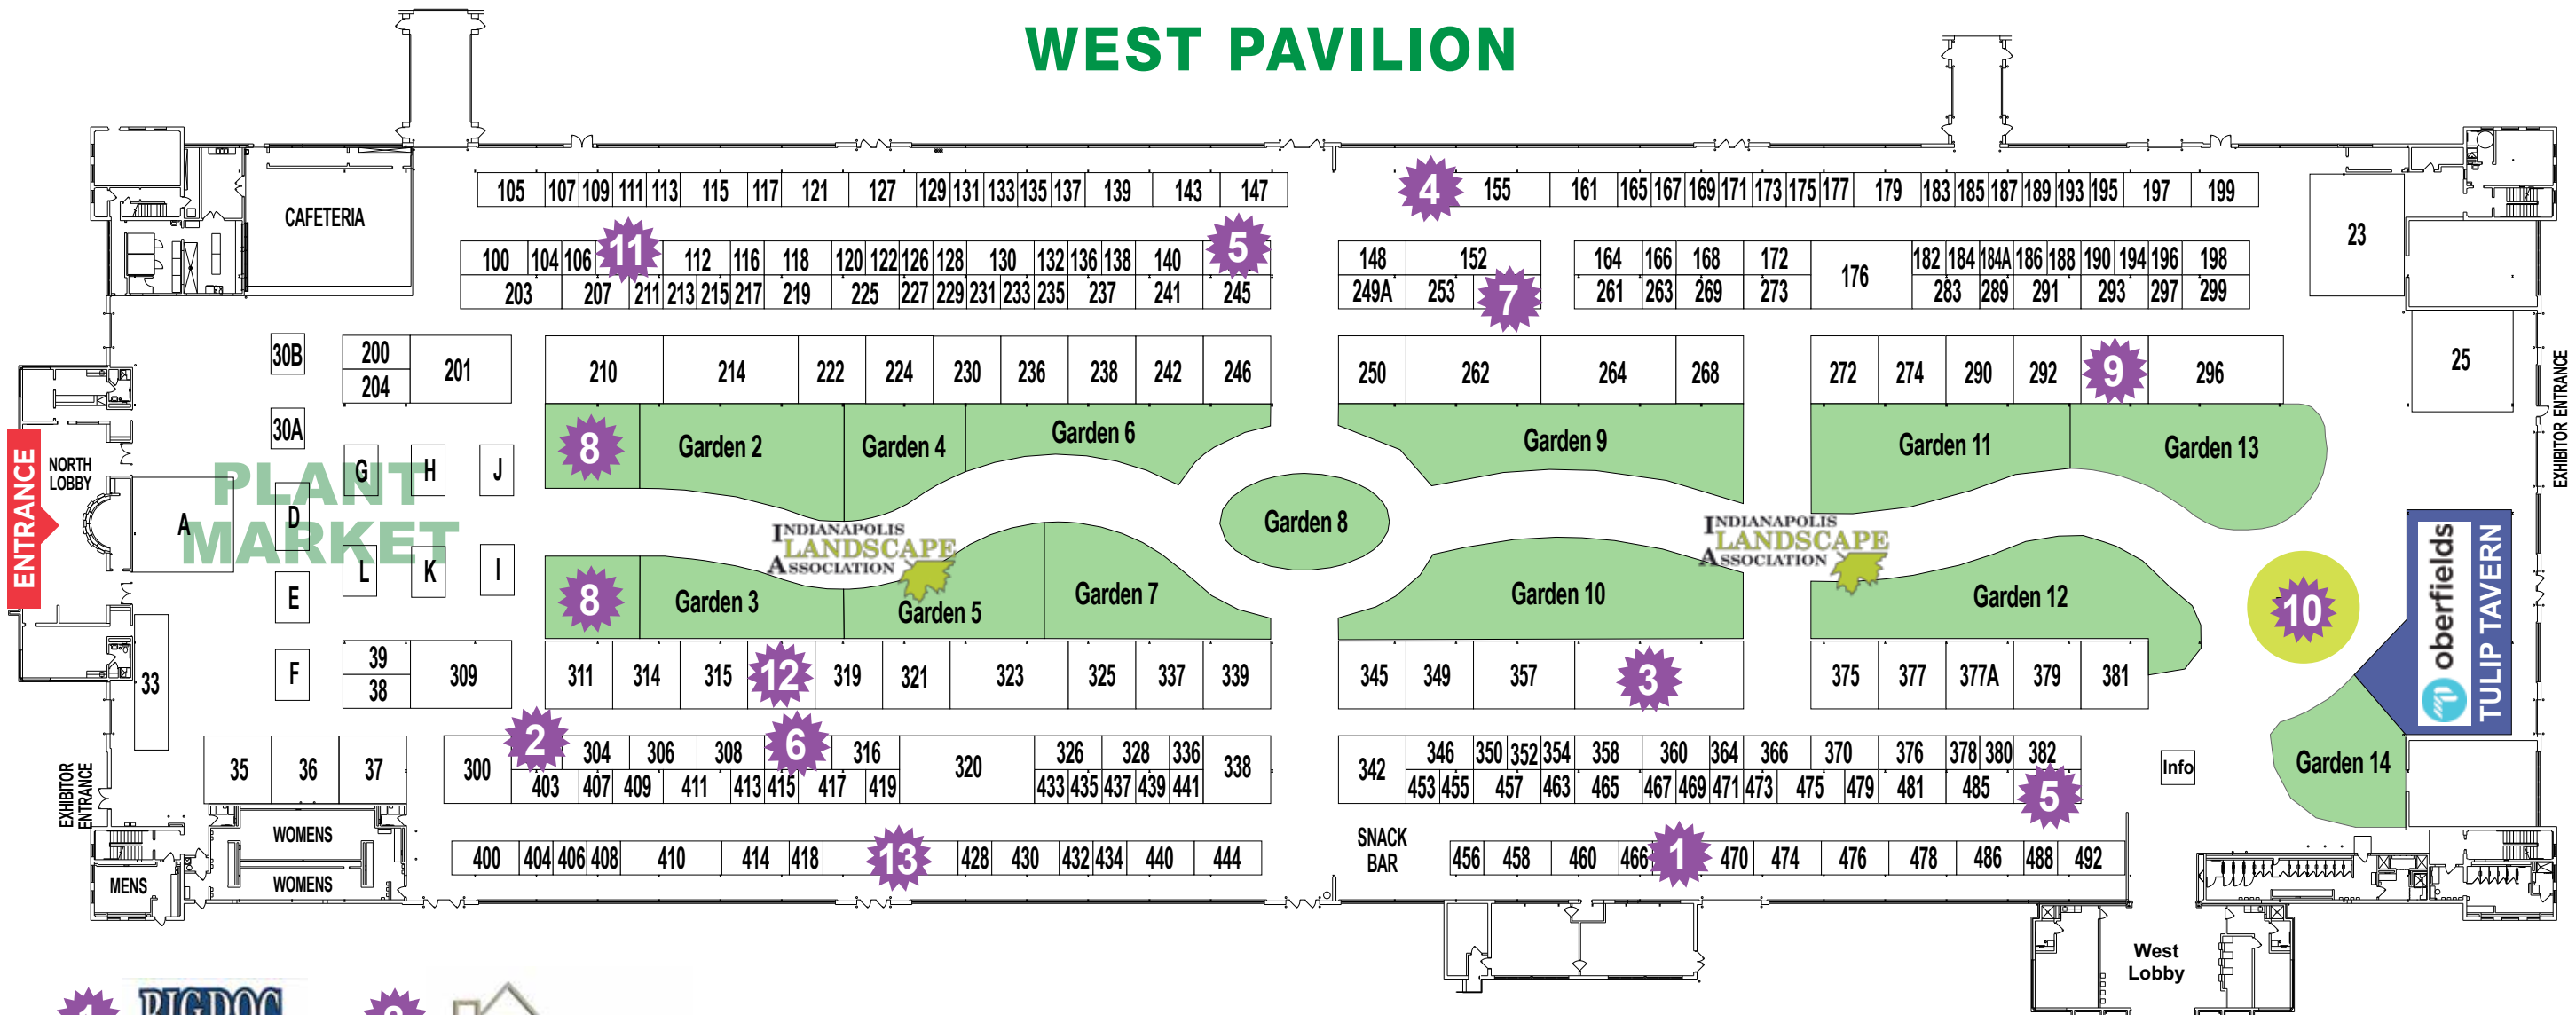 WEST PAVILION
CAFETERIA
105 107 109 111 113 115 117 121 127 129 131 133 135 137 139 143 147
4 155 161 165 167 169 171 173 175 177 179 183 185 187 189 193 195 197 199
23
100 104 106 11 112 116 118 120 122 126 128 130 132 136 138 140 5
148 152 164 166 168 172 176 182 184 184A 186 188 190 194 196 198
203 207 211 213 215 217 219 225 227 229 231 233 235 237 241 245
249A 253 7 261 263 269 273 283 289 291 293 297 299
30B
200
204
201
210 214 222 224 230 236 238 242 246
250 262 264 268
272 274 290 292 9 296
25
EXHIBITOR ENTRANCE
30A
8 Garden 2 Garden 4 Garden 6
Garden 9
Garden 11 Garden 13
ENTRANCE
NORTH
LOBBY
PLANT
MARKET
A
G H J
D
L K I
E
F
INDIANAPOLIS
LANDSCAPE
ASSOCIATION
Garden 8
INDIANAPOLIS
LANDSCAPE
ASSOCIATION
8 Garden 3 Garden 5 Garden 7
Garden 10
Garden 12
10
oberfields
TULIP TAVERN
33
39
38
309
311 314 315 12 319 321 323 325 337 339
345 349 357 3
375 377 377A 379 381
Garden 14
Info
35 36 37
300 2 304 306 308 6 316 320 326 328 336 338
342 346 350 352 354 358 360 364 366 370 376 378 380 382
403 407 409 411 413 415 417 419 433 435 437 439 441
453 455 457 463 465 467 469 471 473 475 479 481 485 5
EXHIBITOR
ENTRANCE
WOMENS
WOMENS
MENS
400 404 406 408 410 414 418 13 428 430 432 434 440 444
SNACK
BAR
456 458 460 466 1 470 474 476 478 486 488 492
West
Lobby
BIGDOG